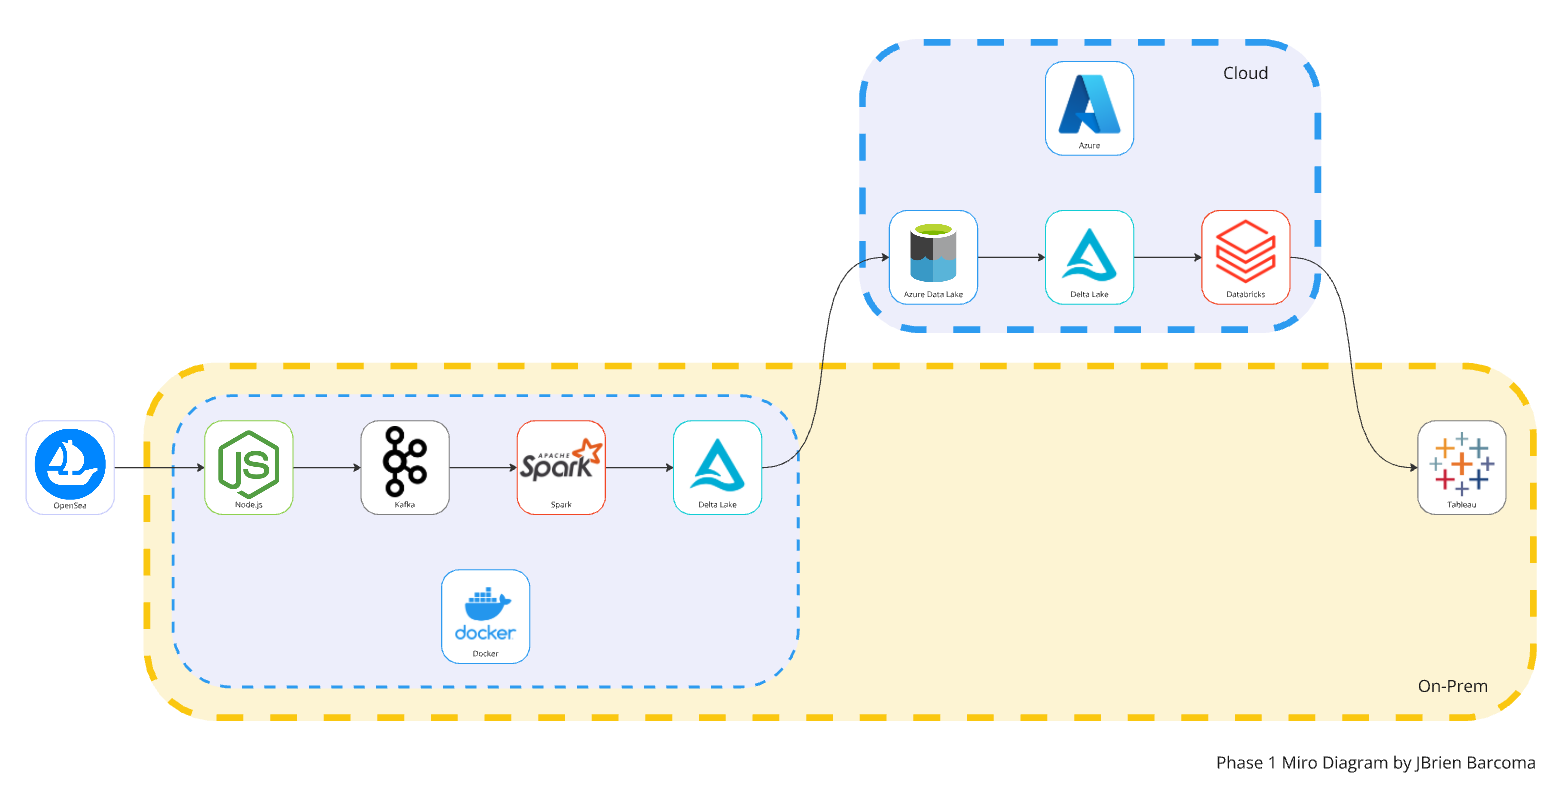 Cloud
Azure
Azure Data Lake
Delta Lake
Databricks
OpenSea
JS
Node.js
Kafka
APACHE
Spark
Spark
Delta Lake
Tableau
docker
Docker
On-Prem
Phase 1 Miro Diagram by JBrien Barcoma